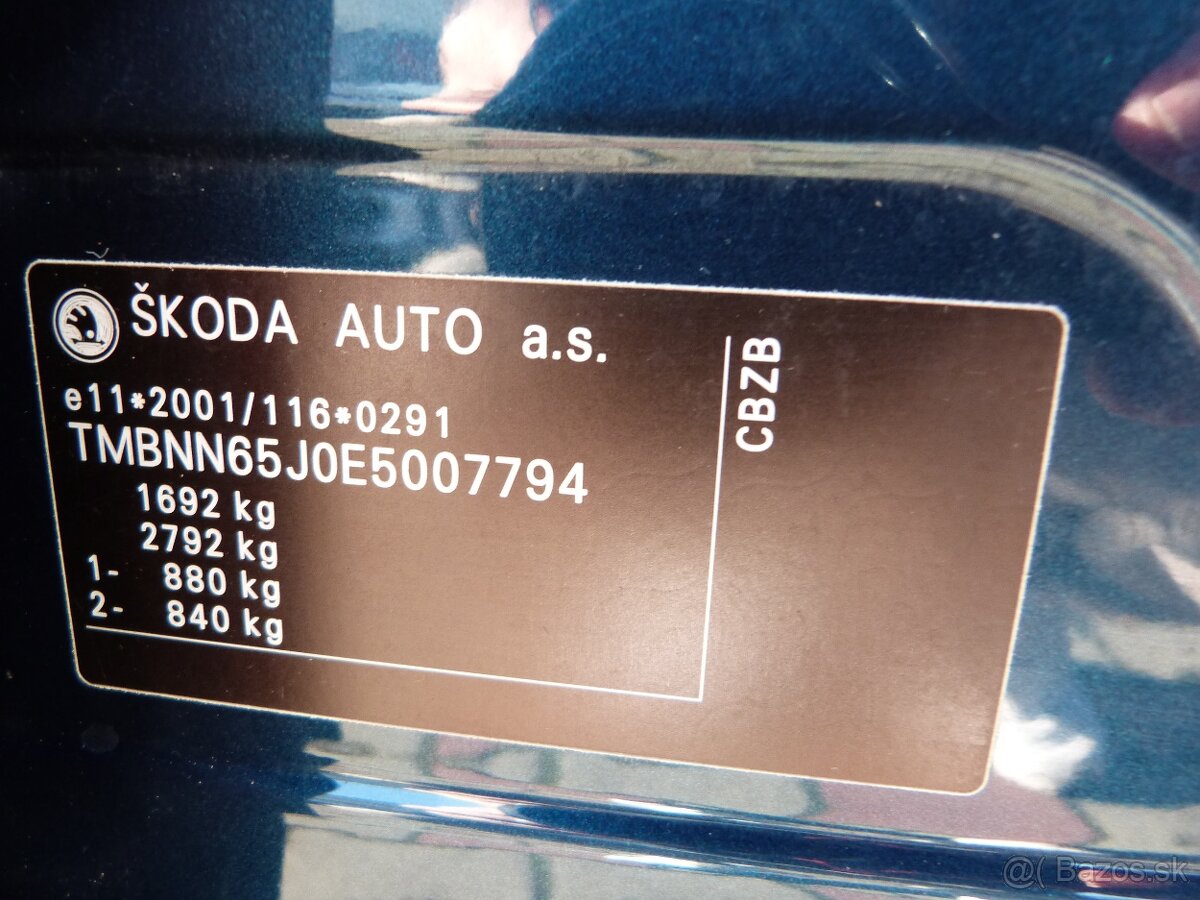 ŠKODA AUTO a.s.
e11*2001/116*0291
TMBNN65J0E5007794
1692 kg
2792 kg
1- 880 kg
2- 840 kg
CBZB
@( Bazos.sk